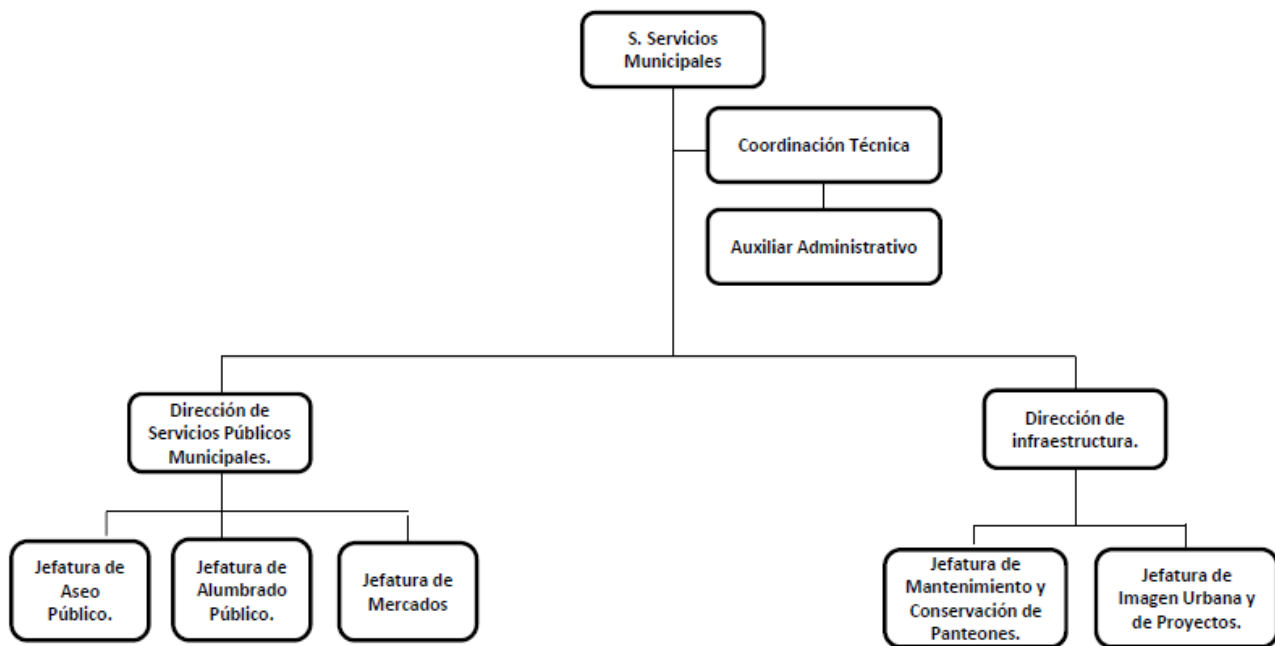 S. Servicios
Municipales
Coordinación Técnica
Auxiliar Administrativo
Dirección de
Servicios Públicos
Municipales.
Dirección de
infraestructura.
Jefatura de
Aseo
Público.
Jefatura de
Alumbrado
Público.
Jefatura de
Mercados
Jefatura de
Mantenimiento y
Conservación de
Panteones.
Jefatura de
Imagen Urbana y
de Proyectos.